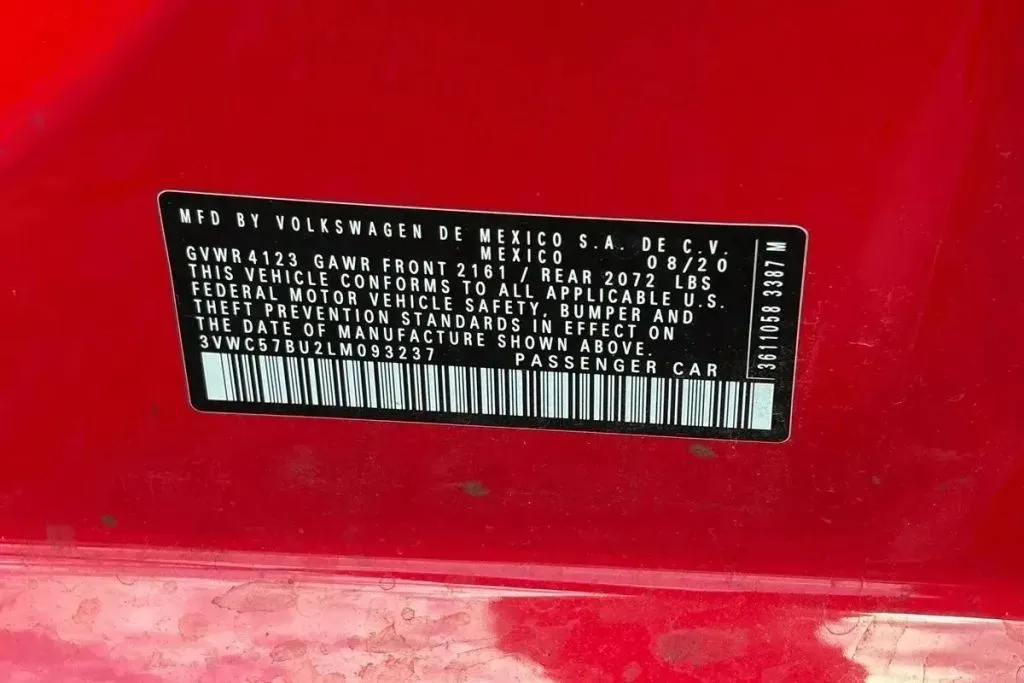 MFD BY VOLKSWAGEN DE MEXICO S.A. DE C.V.
MEXICO 08/20
GVWR 4123 GAWR FRONT 2161 / REAR 2072 LBS
THIS VEHICLE CONFORMS TO ALL APPLICABLE U.S.
FEDERAL MOTOR VEHICLE SAFETY, BUMPER AND
THEFT PREVENTION STANDARDS IN EFFECT ON
THE DATE OF MANUFACTURE SHOWN ABOVE.
3VWC57BU2LM093237 PASSENGER CAR
3611058 3387 M